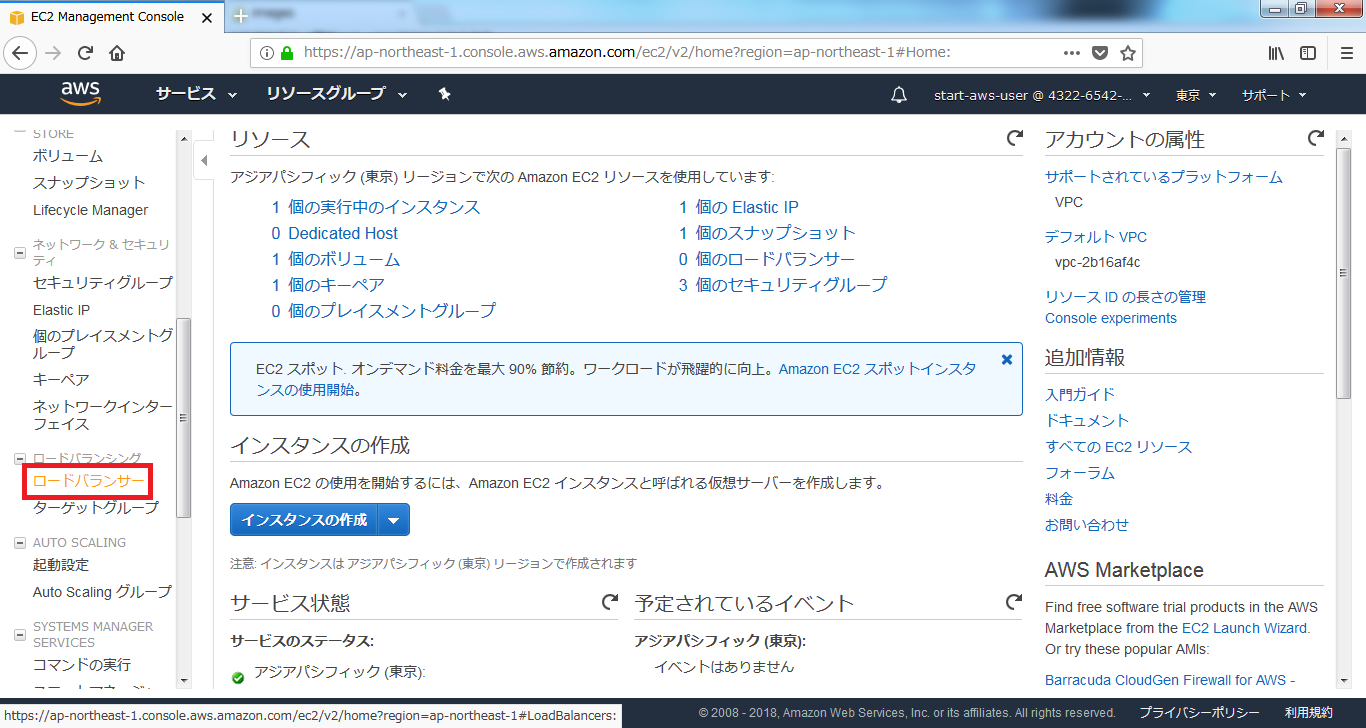 EC2 Management Console
https://ap-northeast-1.console.aws.amazon.com/ec2/v2/home?region=ap-northeast-1#Home:
aws
サービス
リソースグループ
start-aws-user @ 4322-6542-...
東京
サポート
STORE
ボリューム
スナップショット
Lifecycle Manager
ネットワーク & セキュリ
ティ
セキュリティグループ
Elastic IP
個のプレイスメントグ
ループ
キーペア
ネットワークインター
フェイス
ロードバランシング
ロードバランサー
ターゲットグループ
AUTO SCALING
起動設定
Auto Scaling グループ
SYSTEMS MANAGER
SERVICES
コマンドの実行
リソース
アジアパシフィック (東京) リージョンで次の Amazon EC2 リソースを使用しています:
1 個の実行中のインスタンス
0 Dedicated Host
1 個のボリューム
1 個のキーペア
0 個のプレイスメントグループ
1 個の Elastic IP
1 個のスナップショット
0 個のロードバランサー
3 個のセキュリティグループ
EC2 スポット. オンデマンド料金を最大 90% 節約。ワークロードが飛躍的に向上。Amazon EC2 スポットインスタ
ンスの使用開始。
インスタンスの作成
Amazon EC2 の使用を開始するには、Amazon EC2 インスタンスと呼ばれる仮想サーバーを作成します。
インスタンスの作成
注意: インスタンスは アジアパシフィック (東京) リージョンで作成されます
サービス状態
サービスのステータス:
アジアパシフィック (東京):
予定されているイベント
アジアパシフィック (東京):
イベントはありません
アカウントの属性
サポートされているプラットフォーム
VPC
デフォルト VPC
vpc-2b16af4c
リソース ID の長さの管理
Console experiments
追加情報
入門ガイド
ドキュメント
すべての EC2 リソース
フォーラム
料金
お問い合わせ
AWS Marketplace
Find free software trial products in the AWS
Marketplace from the EC2 Launch Wizard.
Or try these popular AMIs:
Barracuda CloudGen Firewall for AWS -
https://ap-northeast-1.console.aws.amazon.com/ec2/v2/home?region=ap-northeast-1#LoadBalancers:
© 2008 - 2018, Amazon Web Services, Inc. or its affiliates. All rights reserved.
プライバシーポリシー
利用規約